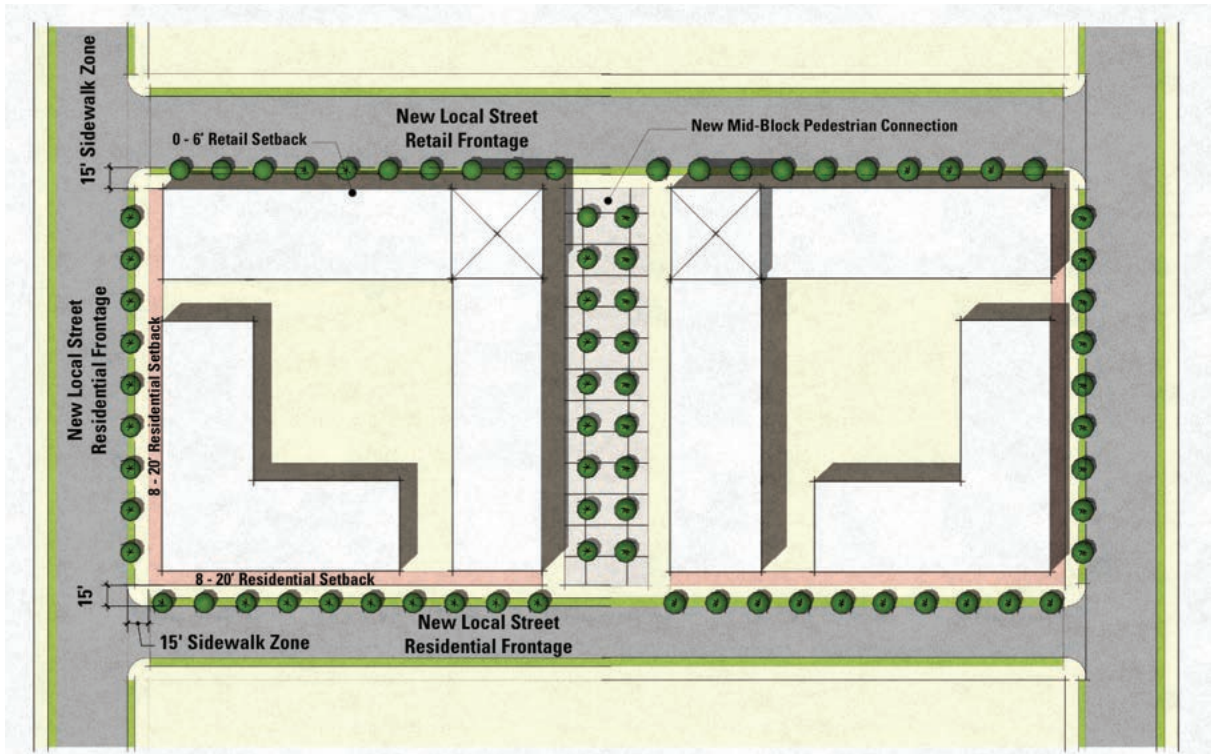 15' Sidewalk Zone
New Local Street
Retail Frontage
0 - 6' Retail Setback
New Mid-Block Pedestrian Connection
New Local Street
Residential Frontage
8 - 20' Residential Setback
8 - 20' Residential Setback
15'
15' Sidewalk Zone
New Local Street
Residential Frontage